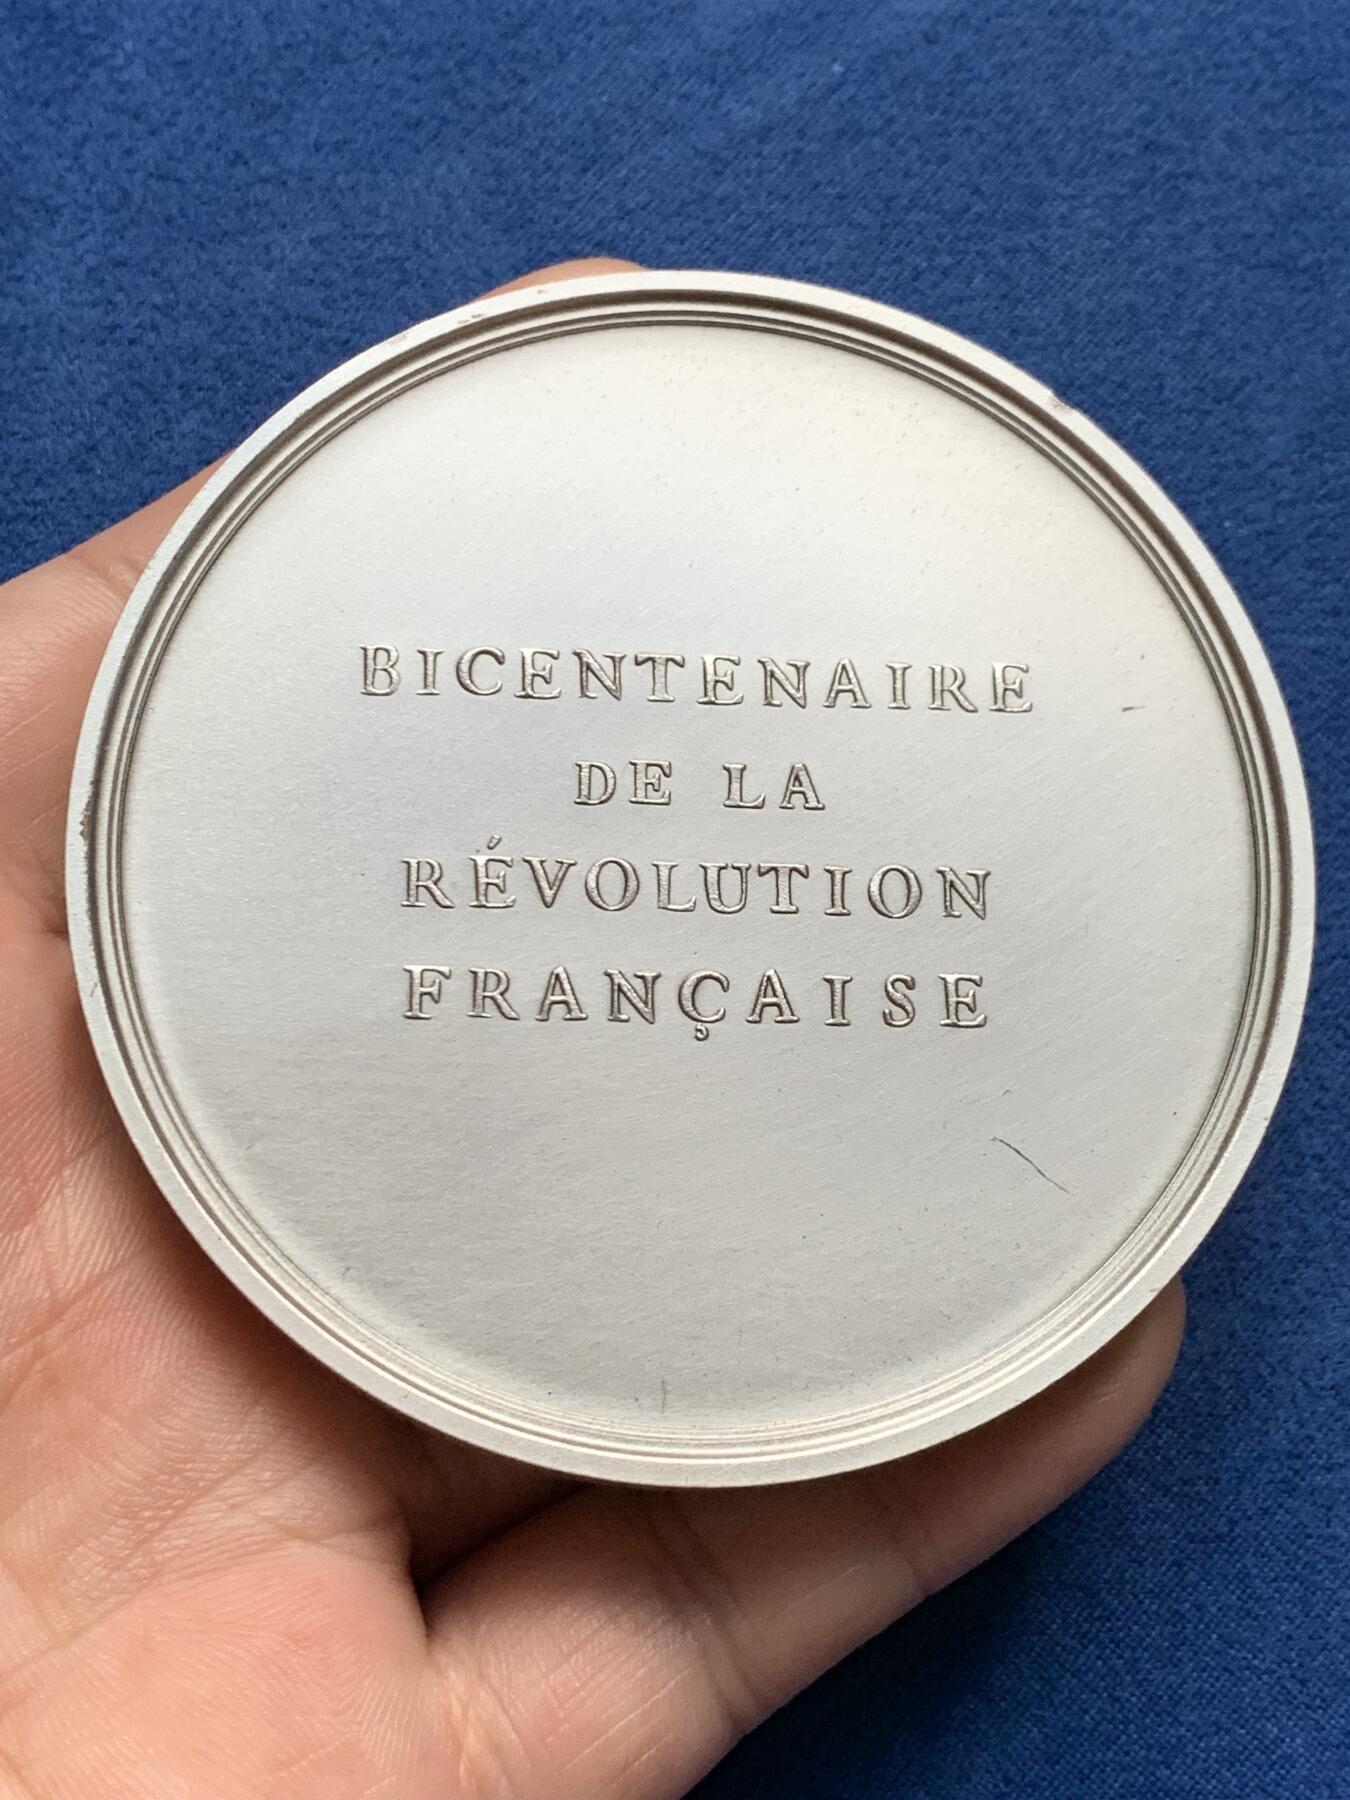 BICENTENAIRE
DE LA
RÉVOLUTION
FRANÇAISE